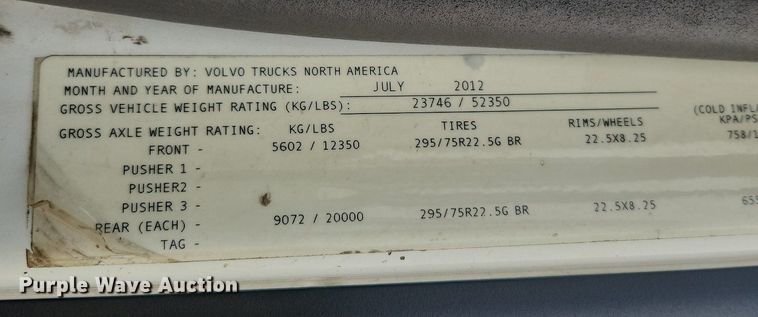 MANUFACTURED BY: VOLVO TRUCKS NORTH AMERICA
MONTH AND YEAR OF MANUFACTURE: JULY 2012
GROSS VEHICLE WEIGHT RATING (KG/LBS): 23746 / 52350
(COLD INFL
GROSS AXLE WEIGHT RATING: KG/LBS TIRES RIMS/WHEELS KPA/PS
FRONT - 5602 / 12350 295/75R22.5G BR 22.5X8.25 758/1
PUSHER 1 -
PUSHER2 -
PUSHER 3 -
REAR (EACH) - 9072 / 20000 295/75R22.5G BR 22.5X8.25 655
TAG -
Purple Wave Auction